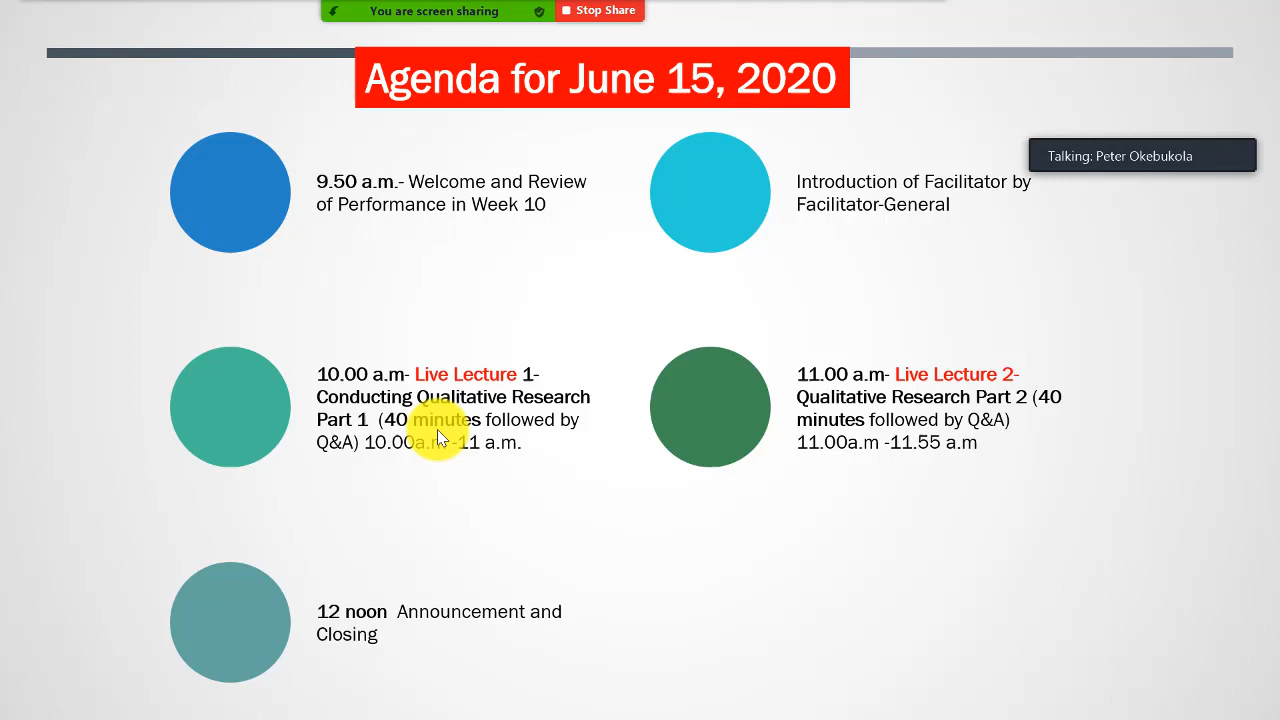 You are screen sharing
Stop Share
Agenda for June 15, 2020
Talking: Peter Okebukola
9.50 a.m.- Welcome and Review
of Performance in Week 10
Introduction of Facilitator by
Facilitator-General
10.00 a.m- Live Lecture 1-
Conducting Qualitative Research
Part 1 (40 minutes followed by
Q&A) 10.00a.m -11 a.m.
11.00 a.m- Live Lecture 2-
Qualitative Research Part 2 (40
minutes followed by Q&A)
11.00a.m -11.55 a.m
12 noon Announcement and
Closing